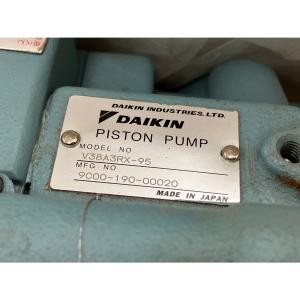 DAIKIN INDUSTRIES, LTD.
DAIKIN
PISTON PUMP
MODEL NO
V38A3RX-95
MFG NO
9000-190-00020
MADE IN JAPAN